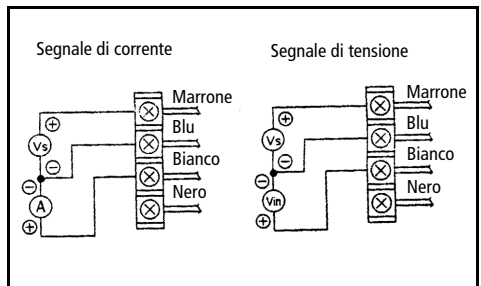 Segnale di corrente
Marrone
Blu
Bianco
Nero
Vs
A
Segnale di tensione
Marrone
Blu
Bianco
Nero
Vs
Vin